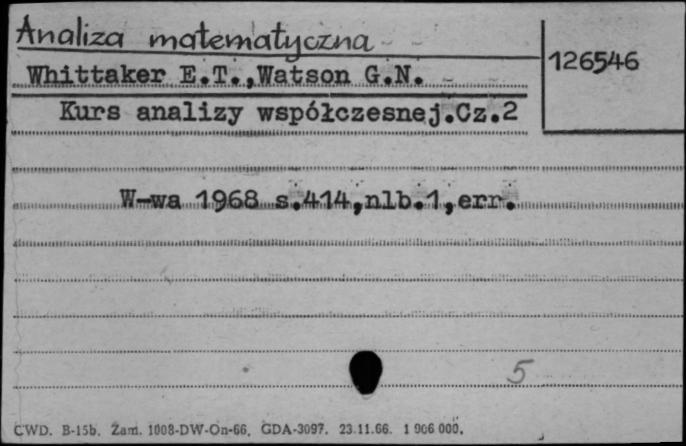 Analiza matematyczna
126546
Whittaker E.T.,Watson G.N.
Kurs analizy współczesnej.Cz.2
W-wa 1968 s.414,nlb.1,err.
5
CWD. B-15b. Zam. 1008-DW-On-66. GDA-3097. 23.11.66. 1 906 000.